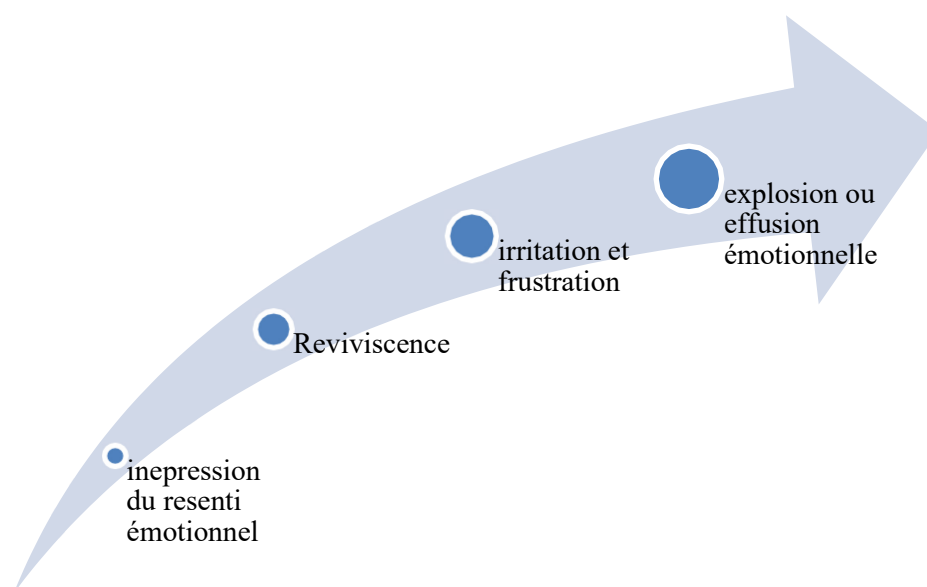 explosion ou
effusion
émotionnelle
irritation et
frustration
Reviviscence
inepression
du resenti
émotionnel